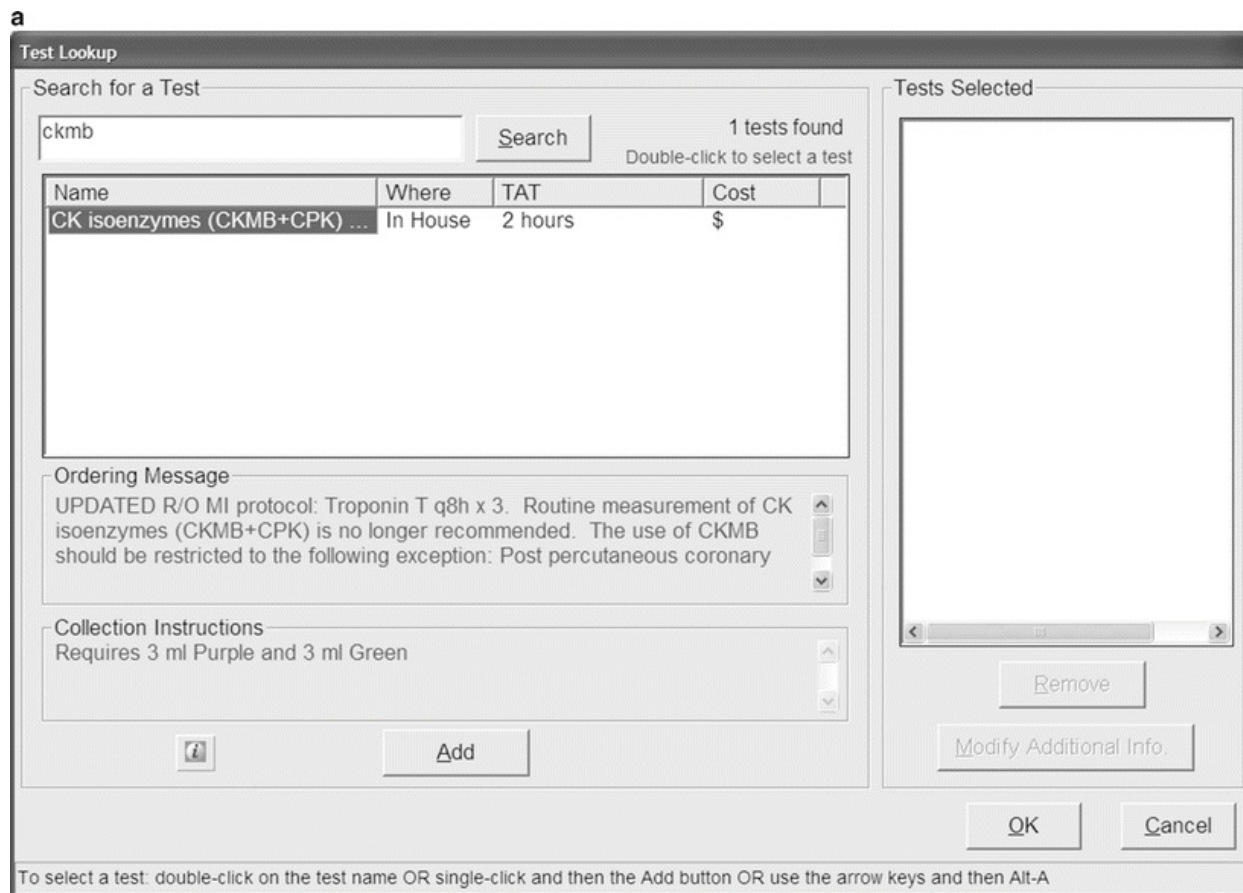 a
Test Lookup
Search for a Test
ckmb
Search
1 tests found
Double-click to select a test
Name Where TAT Cost
CK isoenzymes (CKMB+CPK) ... In House 2 hours $
Ordering Message
UPDATED R/O MI protocol: Troponin T q8h x 3. Routine measurement of CK
isoenzymes (CKMB+CPK) is no longer recommended. The use of CKMB
should be restricted to the following exception: Post percutaneous coronary
Collection Instructions
Requires 3 ml Purple and 3 ml Green
i
Add
Tests Selected
Remove
Modify Additional Info.
OK
Cancel
To select a test: double-click on the test name OR single-click and then the Add button OR use the arrow keys and then Alt-A